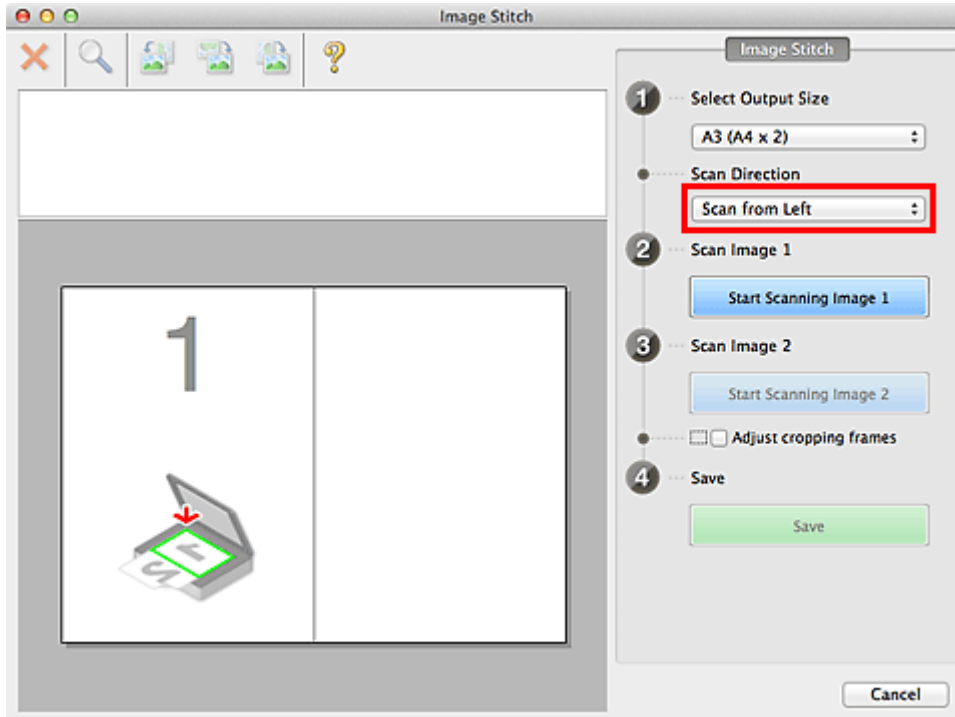 Image Stitch
Image Stitch
1 Select Output Size
A3 (A4 x 2)
Scan Direction
Scan from Left
2 Scan Image 1
Start Scanning Image 1
3 Scan Image 2
Start Scanning Image 2
Adjust cropping frames
4 Save
Save
Cancel
1
1
2